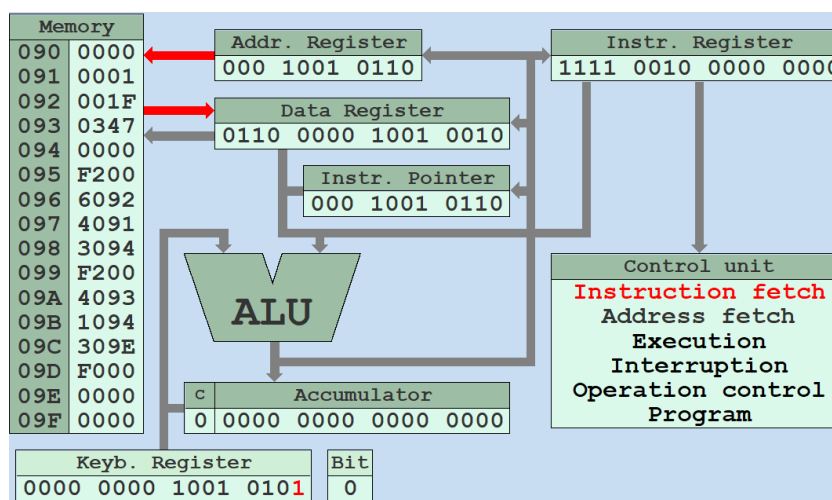 Memory
090 0000
091 0001
092 001F
093 0347
094 0000
095 F200
096 6092
097 4091
098 3094
099 F200
09A 4093
09B 1094
09C 309E
09D F000
09E 0000
09F 0000
Addr. Register
000 1001 0110
Instr. Register
1111 0010 0000 0000
Data Register
0110 0000 1001 0010
Instr. Pointer
000 1001 0110
ALU
Control unit
Instruction fetch
Address fetch
Execution
Interruption
Operation control
Program
C Accumulator
0 0000 0000 0000 0000
Keyb. Register
0000 0000 1001 0101
Bit
0